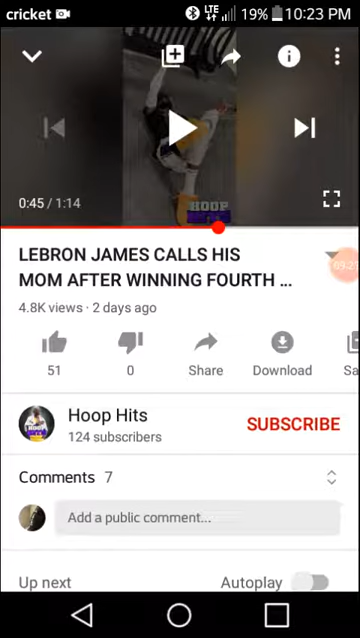 cricket LTE 19% 10:23 PM
0:45 / 1:14
HOOP
LEBRON JAMES CALLS HIS
MOM AFTER WINNING FOURTH ...
4.8K views · 2 days ago
51 0 Share Download Sa
Hoop Hits
124 subscribers
SUBSCRIBE
Comments 7
Add a public comment...
Up next Autoplay